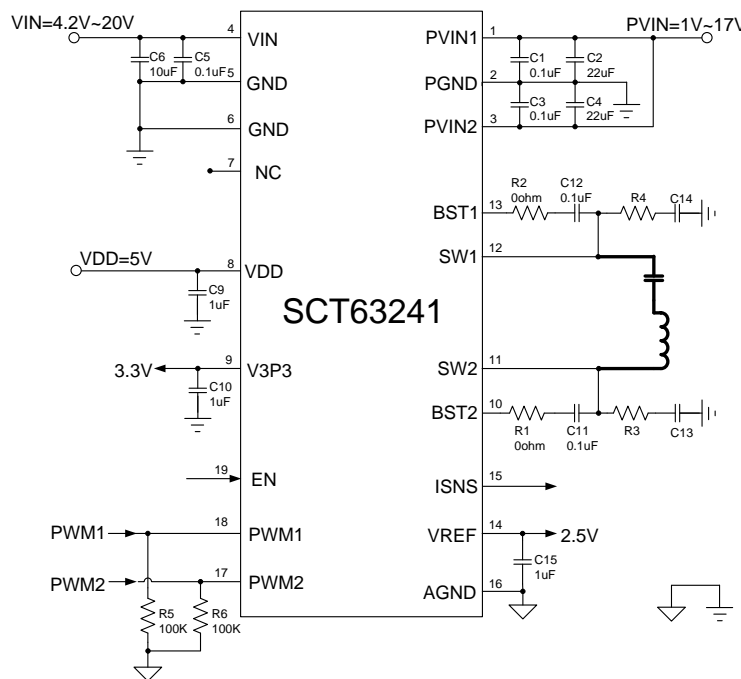 VIN=4.2V~20V
4
VIN
C6
10uF
C5
0.1uF
5
GND
6
GND
7
NC
VDD=5V
8
VDD
C9
1uF
3.3V
9
V3P3
C10
1uF
19
EN
PWM1
18
PWM1
PWM2
17
PWM2
R5
100K
R6
100K
SCT63241
PVIN1
1
PVIN=1V~17V
C1
0.1uF
C2
22uF
PGND
2
C3
0.1uF
C4
22uF
PVIN2
3
BST1
13
R2
0ohm
C12
0.1uF
R4
C14
SW1
12
SW2
11
BST2
10
R1
0ohm
C11
0.1uF
R3
C13
ISNS
15
VREF
14
2.5V
C15
1uF
AGND
16